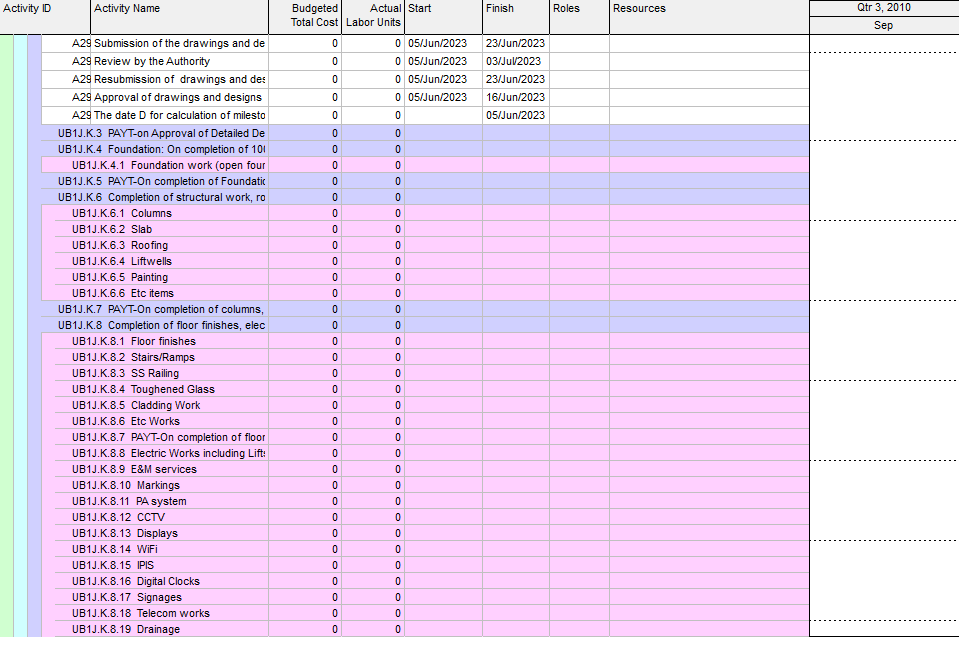 Activity ID Activity Name Budgeted Total Cost Actual Labor Units Start Finish Roles Resources Qtr 3, 2010
Sep
A29 Submission of the drawings and de 0 0 05/Jun/2023 23/Jun/2023
A29 Review by the Authority 0 0 05/Jun/2023 03/Jul/2023
A29 Resubmission of drawings and des 0 0 05/Jun/2023 23/Jun/2023
A29 Approval of drawings and designs 0 0 05/Jun/2023 16/Jun/2023
A29 The date D for calculation of milesto 0 0 05/Jun/2023
UB1J.K.3 PAYT-on Approval of Detailed De 0 0
UB1J.K.4 Foundation: On completion of 100 0 0
UB1J.K.4.1 Foundation work (open foun 0 0
UB1J.K.5 PAYT-On completion of Foundatio 0 0
UB1J.K.6 Completion of structural work, ro 0 0
UB1J.K.6.1 Columns 0 0
UB1J.K.6.2 Slab 0 0
UB1J.K.6.3 Roofing 0 0
UB1J.K.6.4 Liftwells 0 0
UB1J.K.6.5 Painting 0 0
UB1J.K.6.6 Etc items 0 0
UB1J.K.7 PAYT-On completion of columns, 0 0
UB1J.K.8 Completion of floor finishes, elec 0 0
UB1J.K.8.1 Floor finishes 0 0
UB1J.K.8.2 Stairs/Ramps 0 0
UB1J.K.8.3 SS Railing 0 0
UB1J.K.8.4 Toughened Glass 0 0
UB1J.K.8.5 Cladding Work 0 0
UB1J.K.8.6 Etc Works 0 0
UB1J.K.8.7 PAYT-On completion of floor 0 0
UB1J.K.8.8 Electric Works including Lifts 0 0
UB1J.K.8.9 E&M services 0 0
UB1J.K.8.10 Markings 0 0
UB1J.K.8.11 PA system 0 0
UB1J.K.8.12 CCTV 0 0
UB1J.K.8.13 Displays 0 0
UB1J.K.8.14 WiFi 0 0
UB1J.K.8.15 IPIS 0 0
UB1J.K.8.16 Digital Clocks 0 0
UB1J.K.8.17 Signages 0 0
UB1J.K.8.18 Telecom works 0 0
UB1J.K.8.19 Drainage 0 0